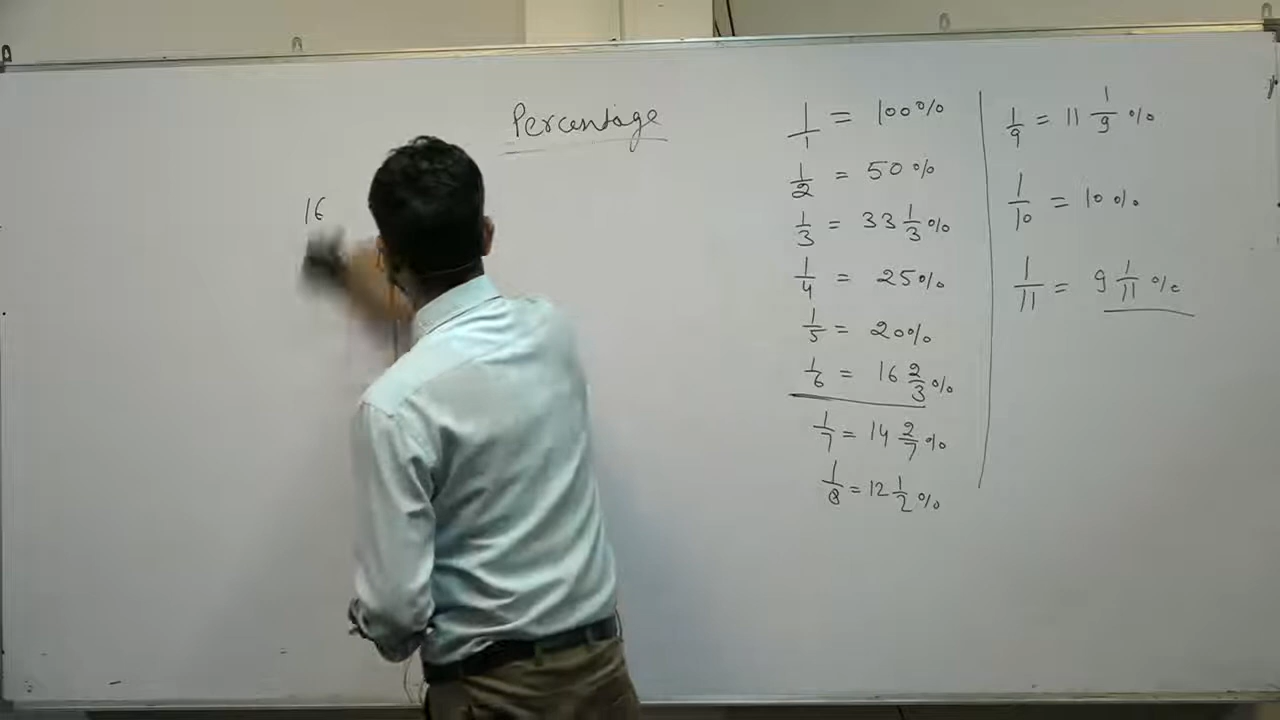 Percentage
16
1/1 = 100%
1/2 = 50%
1/3 = 33 1/3 %
1/4 = 25%
1/5 = 20%
1/6 = 16 2/3 %
1/7 = 14 2/7 %
1/8 = 12 1/2 %
1/9 = 11 1/9 %
1/10 = 10%
1/11 = 9 1/11 %